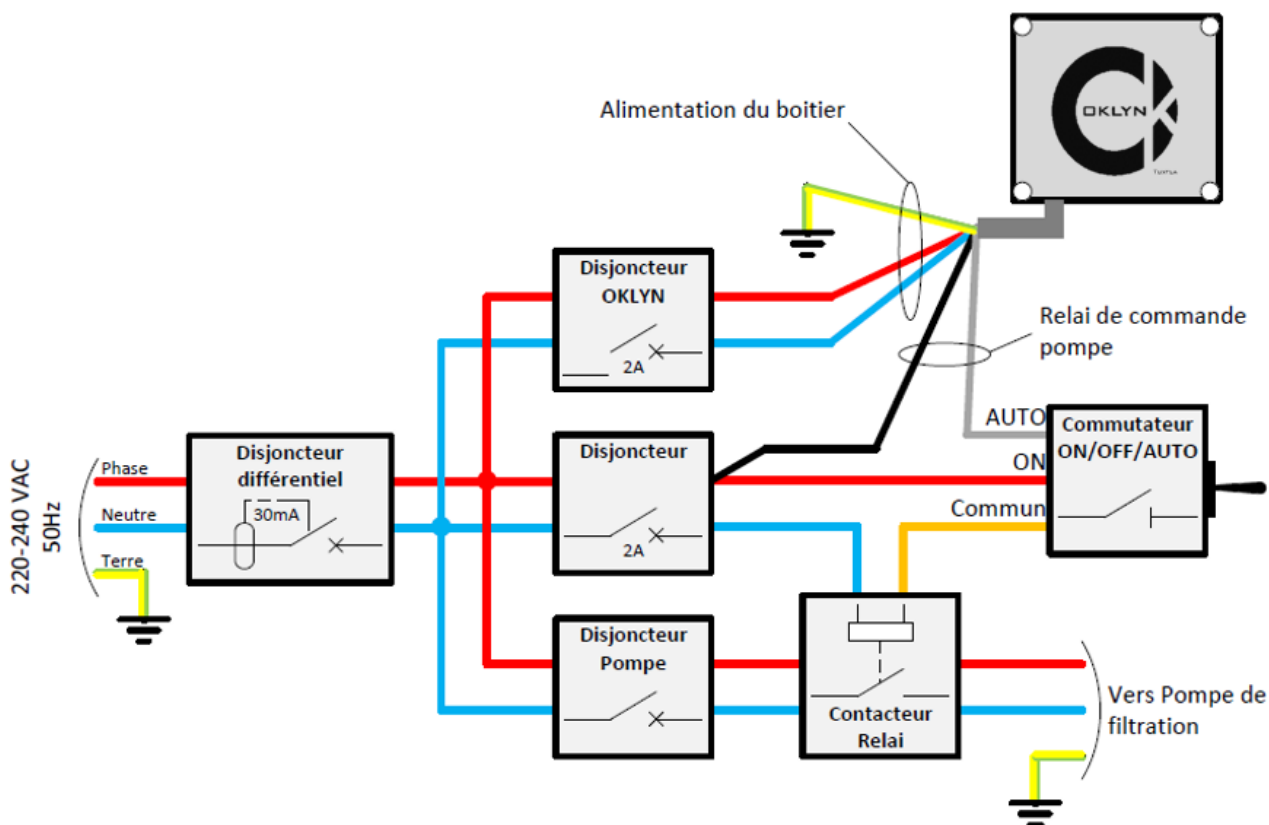 OKLYN
Alimentation du boitier
Disjoncteur
OKLYN
2A
Relai de commande
pompe
AUTO
ON
Commun
Commutateur
ON/OFF/AUTO
220-240 VAC
50Hz
Phase
Neutre
Terre
Disjoncteur
différentiel
30mA
Disjoncteur
2A
Disjoncteur
Pompe
Contacteur
Relai
Vers Pompe de
filtration